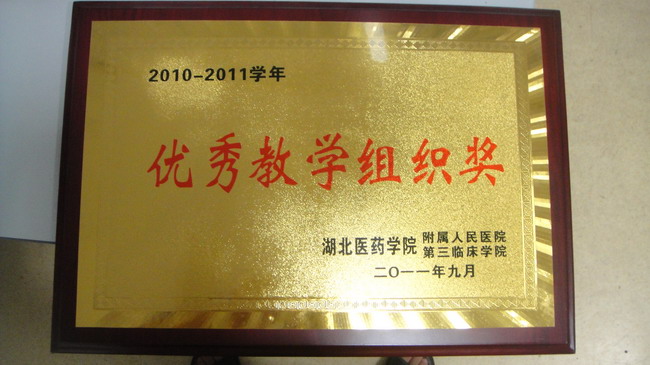 2010-2011学年
优秀教学组织奖
湖北医药学院 附属人民医院
第三临床学院
二〇一一年九月